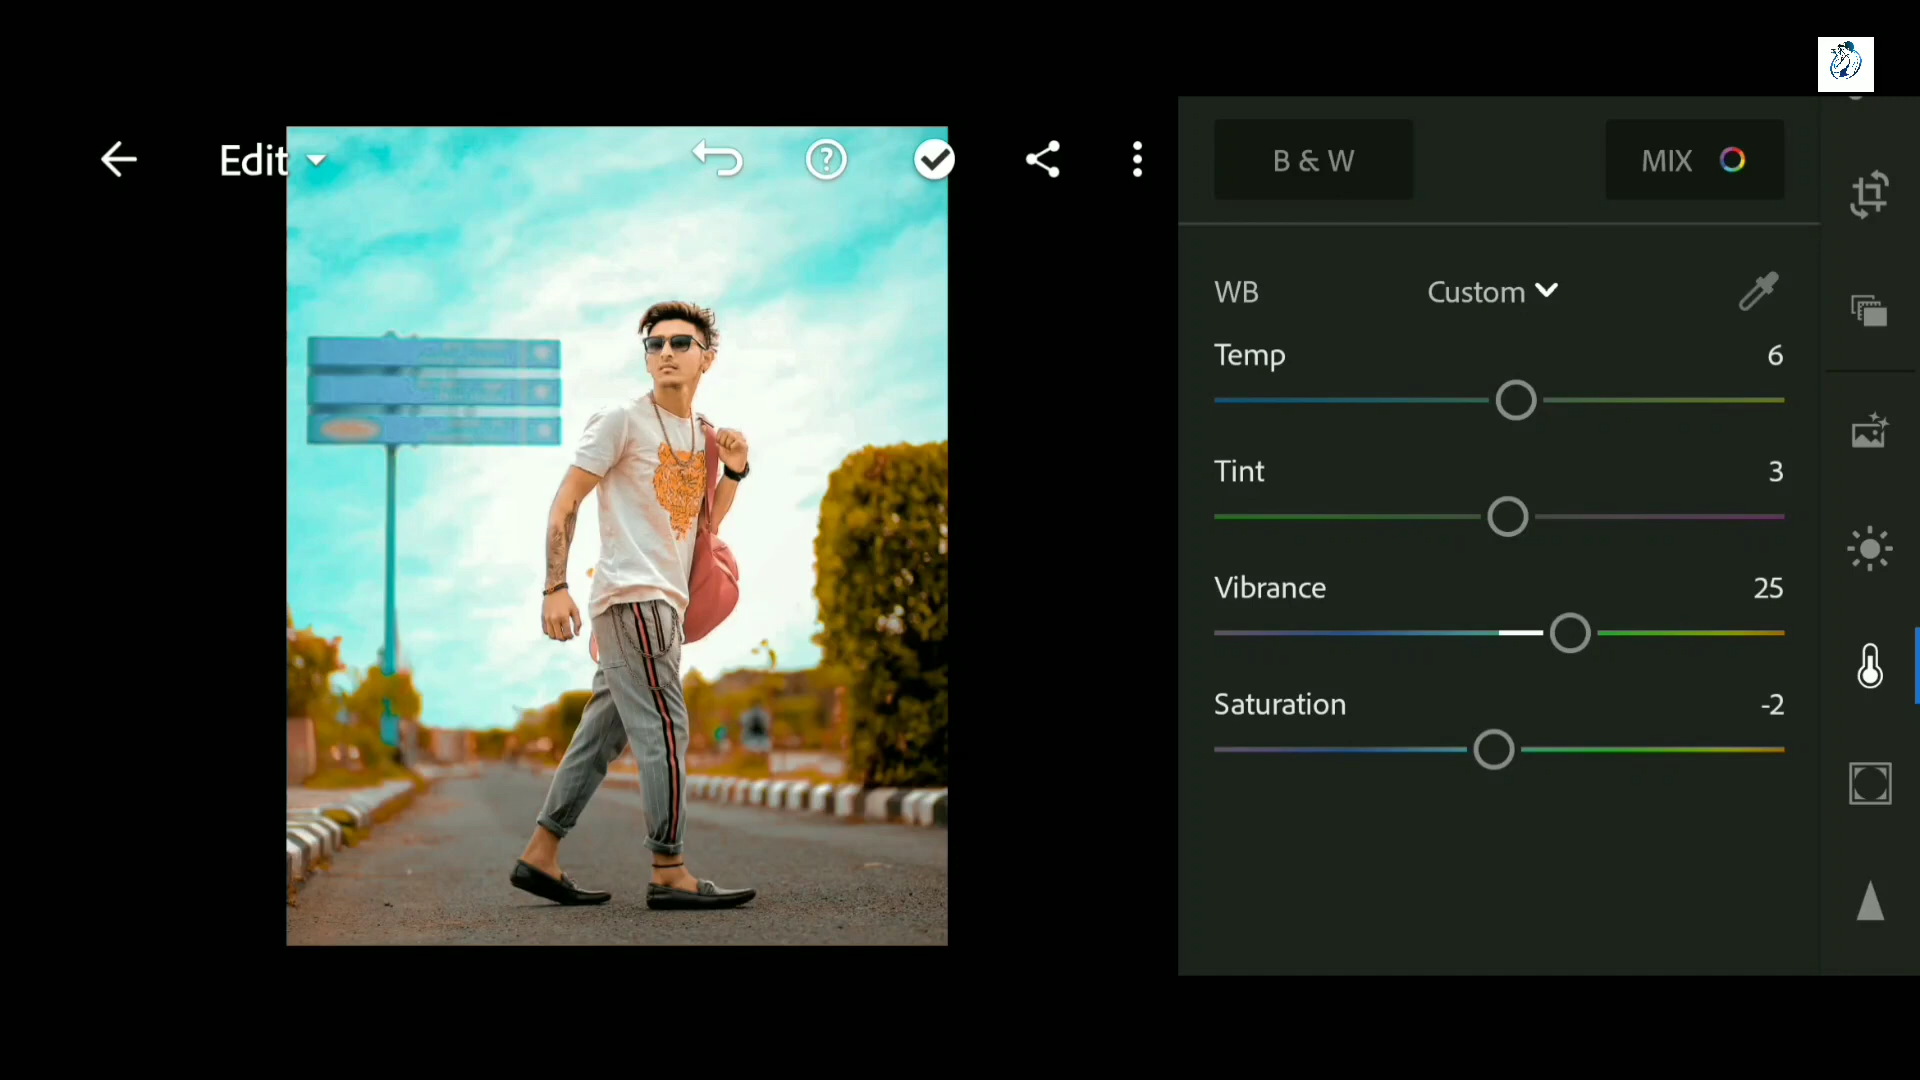 Edit
B & W
MIX
WB
Custom
Temp
6
Tint
3
Vibrance
25
Saturation
-2